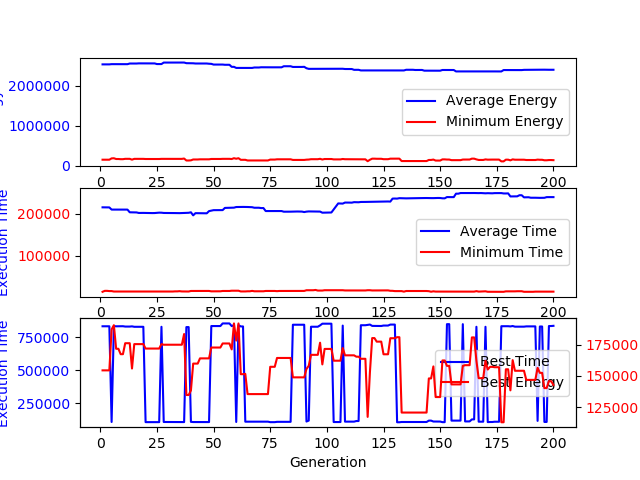 2000000
1000000
0
Average Energy
Minimum Energy
0 25 50 75 100 125 150 175 200
Execution Time
200000
100000
Average Time
Minimum Time
0 25 50 75 100 125 150 175 200
Execution Time
750000
500000
250000
Best Time
Best Energy
175000
150000
125000
0 25 50 75 100 125 150 175 200
Generation